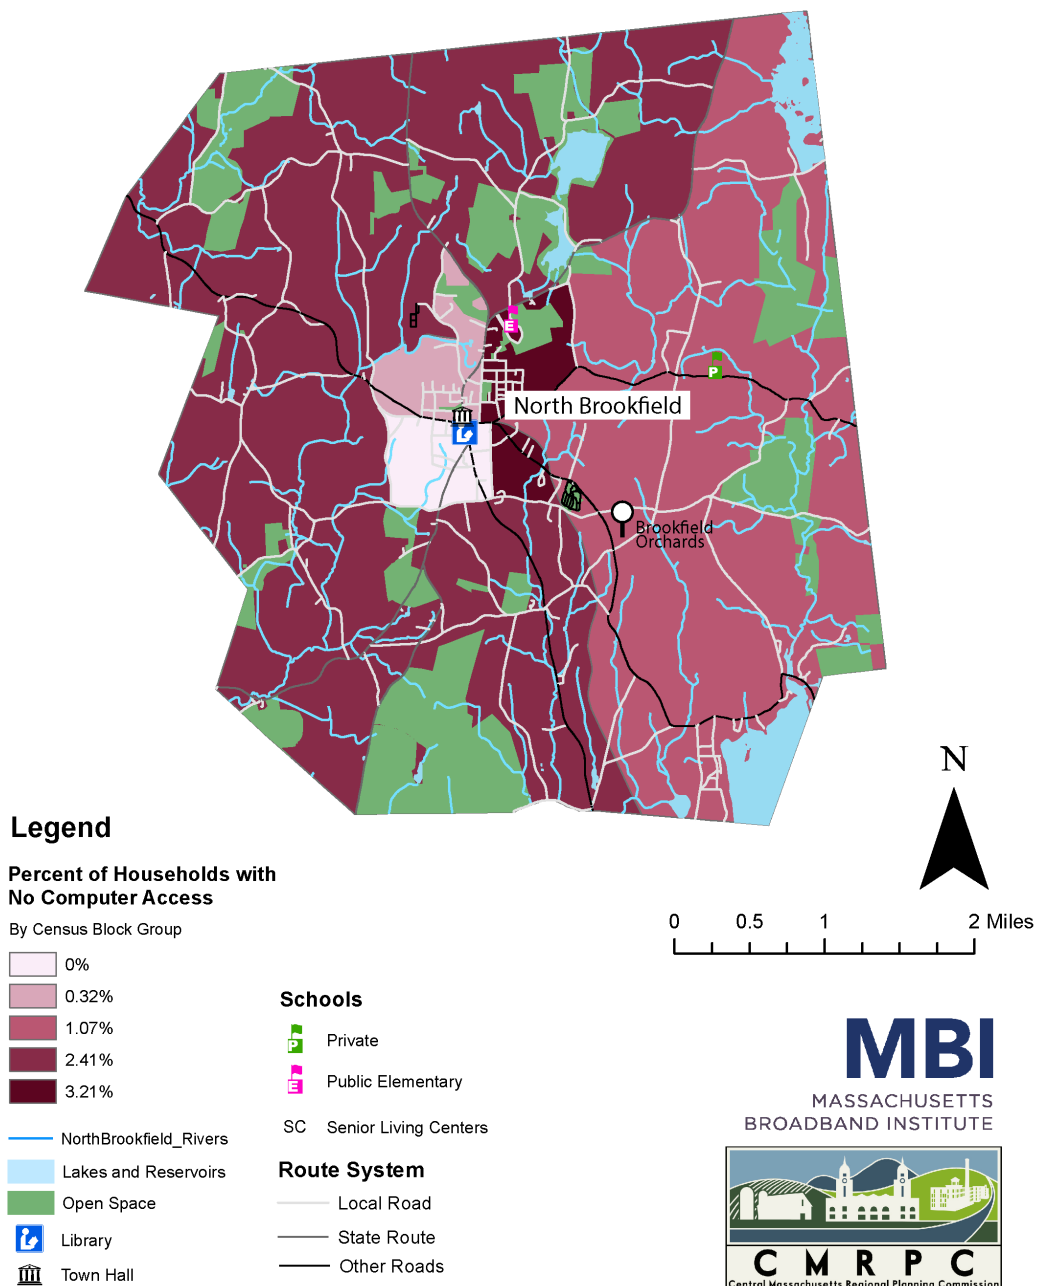 E
P
North Brookfield
Brookfield
Orchards
N
Legend
Percent of Households with
No Computer Access
By Census Block Group
0%
0.32%
1.07%
2.41%
3.21%
NorthBrookfield_Rivers
Lakes and Reservoirs
Open Space
Library
Town Hall
Schools
P Private
E Public Elementary
SC Senior Living Centers
Route System
Local Road
State Route
Other Roads
0 0.5 1 2 Miles
MBI
MASSACHUSETTS
BROADBAND INSTITUTE
CMRPC
Central Massachusetts Regional Planning Commission